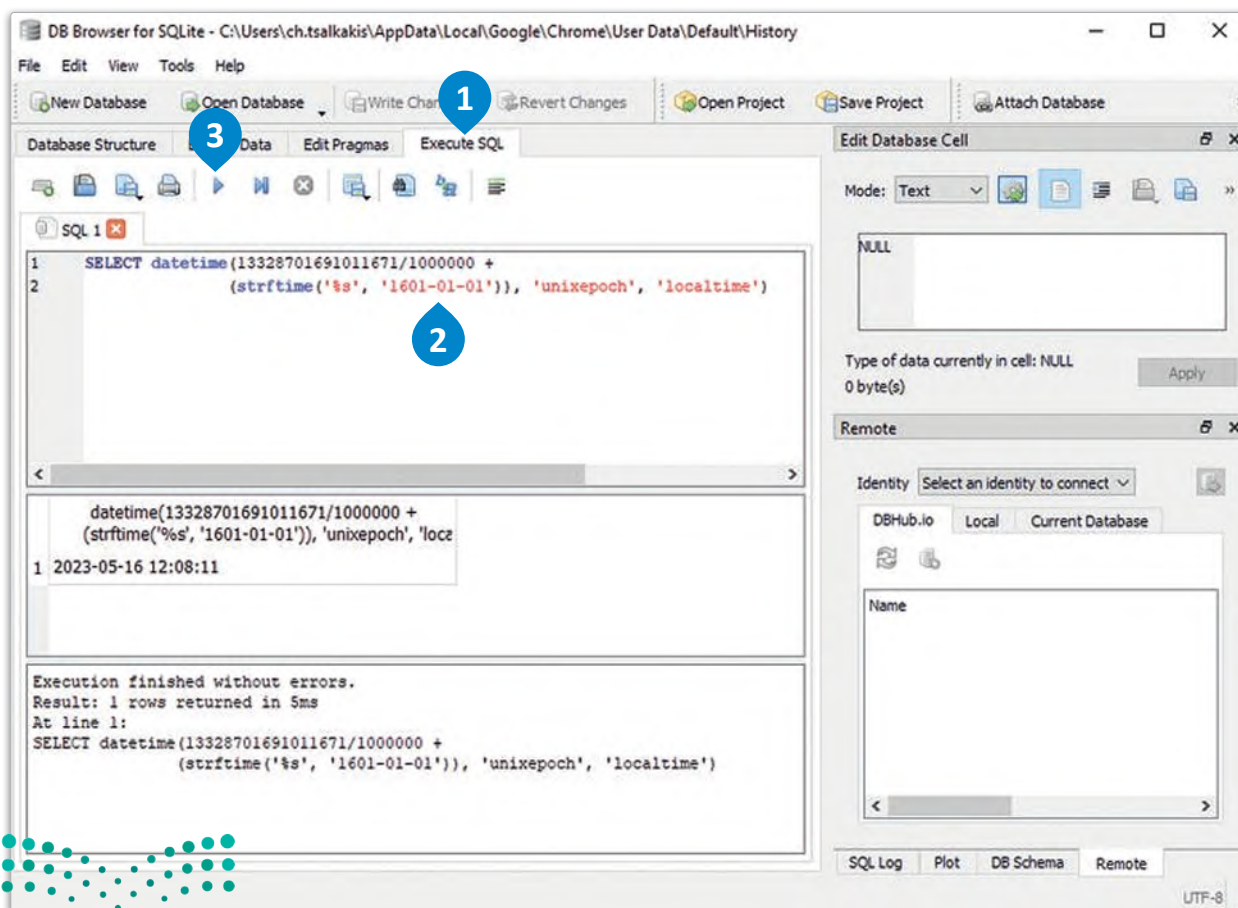 DB Browser for SQLite - C:\Users\ch.tsalkakis\AppData\Local\Google\Chrome\User Data\Default\History
File Edit View Tools Help
New Database Open Database Write Revert Changes Open Project Save Project Attach Database
1
3
Database Structure Data Edit Pragmas Execute SQL
SQL 1
1 SELECT datetime(13328701691011671/1000000 +
2 (strftime('%s', '1601-01-01')), 'unixepoch', 'localtime')
2
datetime(13328701691011671/1000000 +
(strftime('%s', '1601-01-01')), 'unixepoch', 'loca
1 2023-05-16 12:08:11
Execution finished without errors.
Result: 1 rows returned in 5ms
At line 1:
SELECT datetime(13328701691011671/1000000 +
(strftime('%s', '1601-01-01')), 'unixepoch', 'localtime')
Edit Database Cell
Mode: Text
NULL
Type of data currently in cell: NULL
0 byte(s)
Apply
Remote
Identity Select an identity to connect
DBHub.io Local Current Database
Name
SQL Log Plot DB Schema Remote
UTF-8